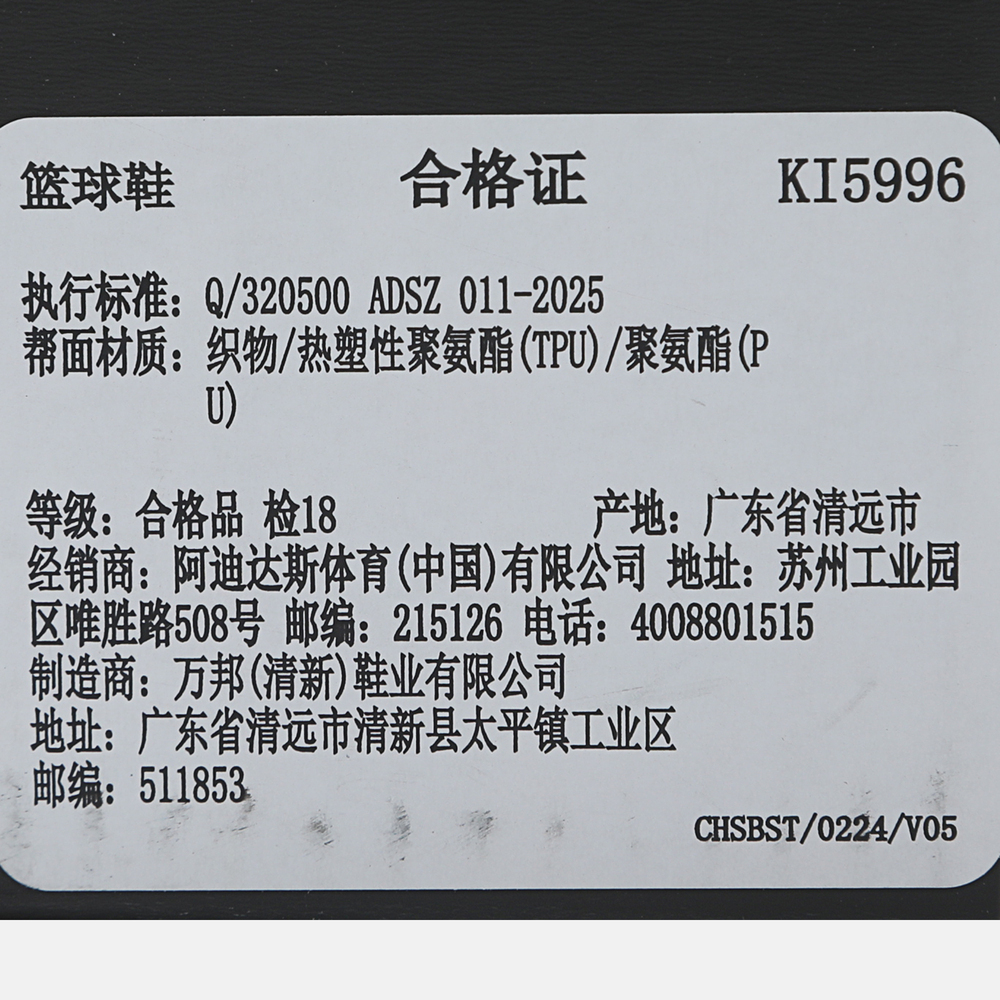 篮球鞋 合格证 KI5996
执行标准：Q/320500 ADSZ 011-2025
帮面材质：织物/热塑性聚氨酯(TPU)/聚氨酯(P
U)
等级：合格品 检18 产地：广东省清远市
经销商：阿迪达斯体育(中国)有限公司 地址：苏州工业园
区唯胜路508号 邮编：215126 电话：4008801515
制造商：万邦(清新)鞋业有限公司
地址：广东省清远市清新县太平镇工业区
邮编：511853
CHSBST/0224/V05